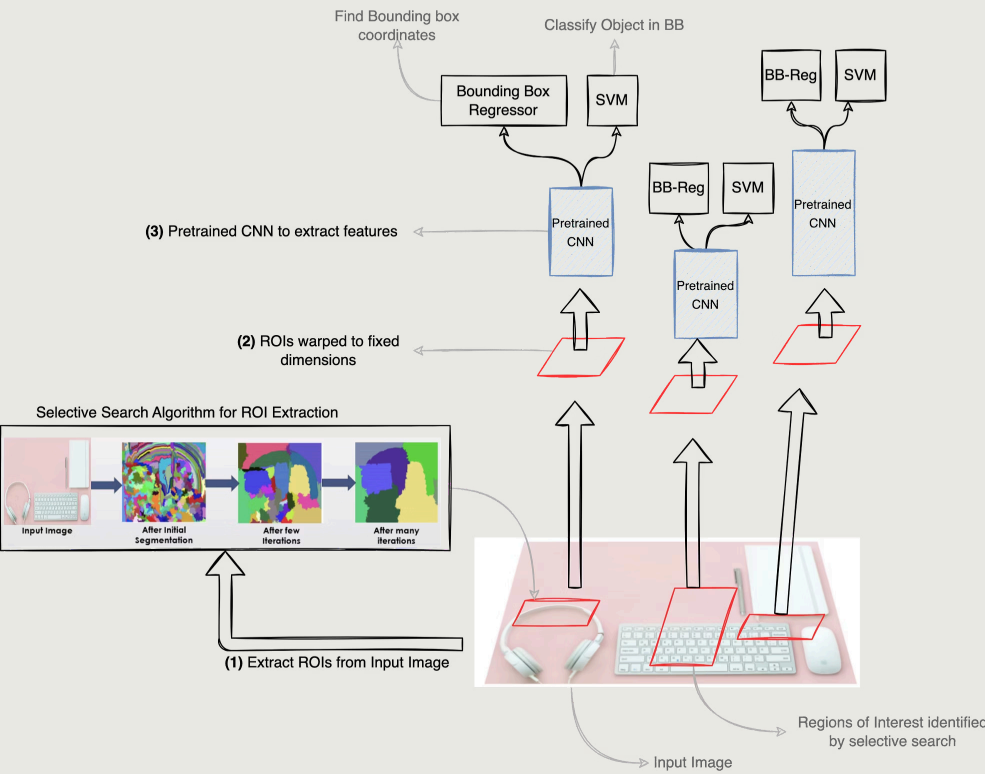 Find Bounding box
coordinates
Classify Object in BB
Bounding Box
Regressor
SVM
BB-Reg
SVM
BB-Reg
SVM
Pretrained
CNN
Pretrained
CNN
Pretrained
CNN
(3) Pretrained CNN to extract features
(2) ROIs warped to fixed
dimensions
Selective Search Algorithm for ROI Extraction
Input Image
After Initial
Segmentation
After few
Iterations
After many
iterations
(1) Extract ROIs from Input Image
Regions of Interest identified
by selective search
Input Image